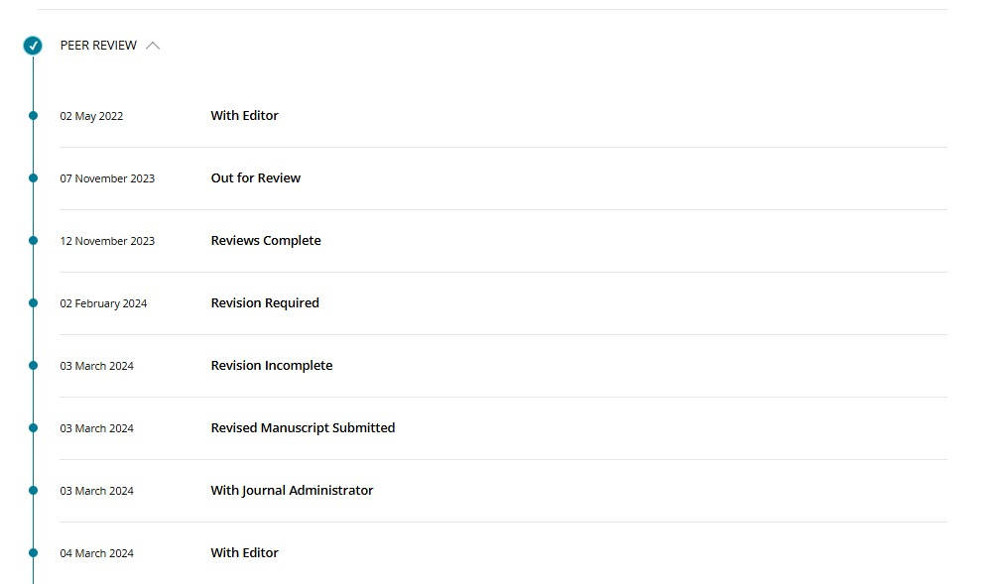 PEER REVIEW
02 May 2022 With Editor
07 November 2023 Out for Review
12 November 2023 Reviews Complete
02 February 2024 Revision Required
03 March 2024 Revision Incomplete
03 March 2024 Revised Manuscript Submitted
03 March 2024 With Journal Administrator
04 March 2024 With Editor